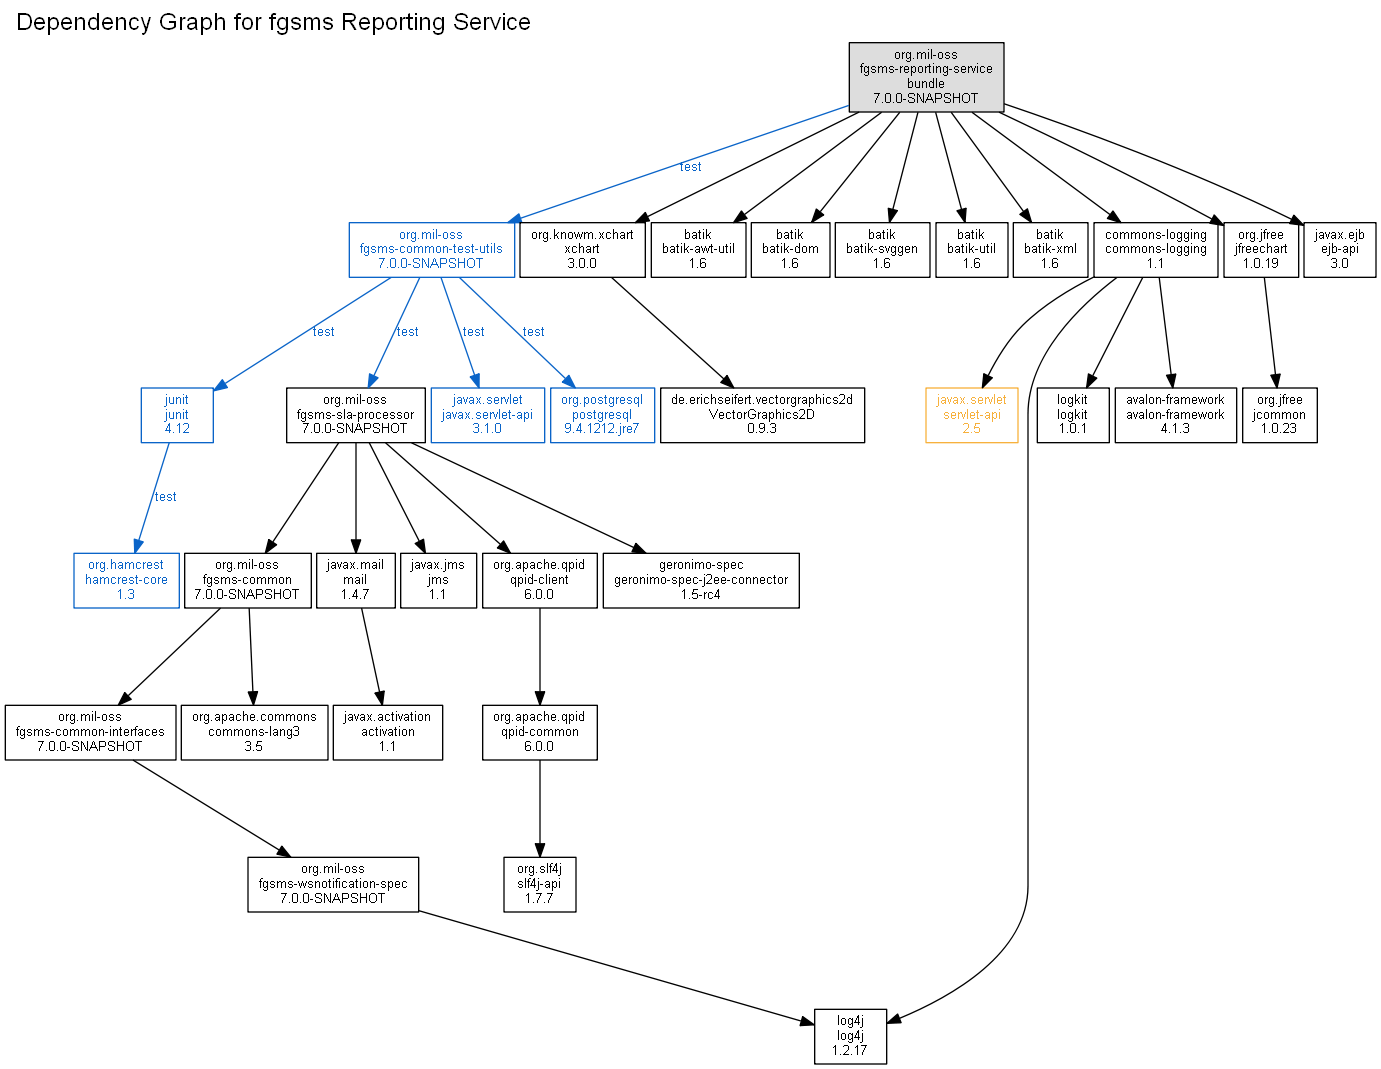 Dependency Graph for fgsms Reporting Service
org.mil-oss
fgsms-reporting-service
bundle
7.0.0-SNAPSHOT
test
org.mil-oss
fgsms-common-test-utils
7.0.0-SNAPSHOT
org.knowm.xchart
xchart
3.0.0
batik
batik-awt-util
1.6
batik
batik-dom
1.6
batik
batik-svggen
1.6
batik
batik-util
1.6
batik
batik-xml
1.6
commons-logging
commons-logging
1.1
org.jfree
jfreechart
1.0.19
javax.ejb
ejb-api
3.0
test
test
test
test
junit
junit
4.12
org.mil-oss
fgsms-sla-processor
7.0.0-SNAPSHOT
javax.servlet
javax.servlet-api
3.1.0
org.postgresql
postgresql
9.4.1212.jre7
de.erichseifert.vectorgraphics2d
VectorGraphics2D
0.9.3
javax.servlet
servlet-api
2.5
logkit
logkit
1.0.1
avalon-framework
avalon-framework
4.1.3
org.jfree
jcommon
1.0.23
test
org.hamcrest
hamcrest-core
1.3
org.mil-oss
fgsms-common
7.0.0-SNAPSHOT
javax.mail
mail
1.4.7
javax.jms
jms
1.1
org.apache.qpid
qpid-client
6.0.0
geronimo-spec
geronimo-spec-j2ee-connector
1.5-rc4
org.mil-oss
fgsms-common-interfaces
7.0.0-SNAPSHOT
org.apache.commons
commons-lang3
3.5
javax.activation
activation
1.1
org.apache.qpid
qpid-common
6.0.0
org.mil-oss
fgsms-wsnotification-spec
7.0.0-SNAPSHOT
org.slf4j
slf4j-api
1.7.7
log4j
log4j
1.2.17